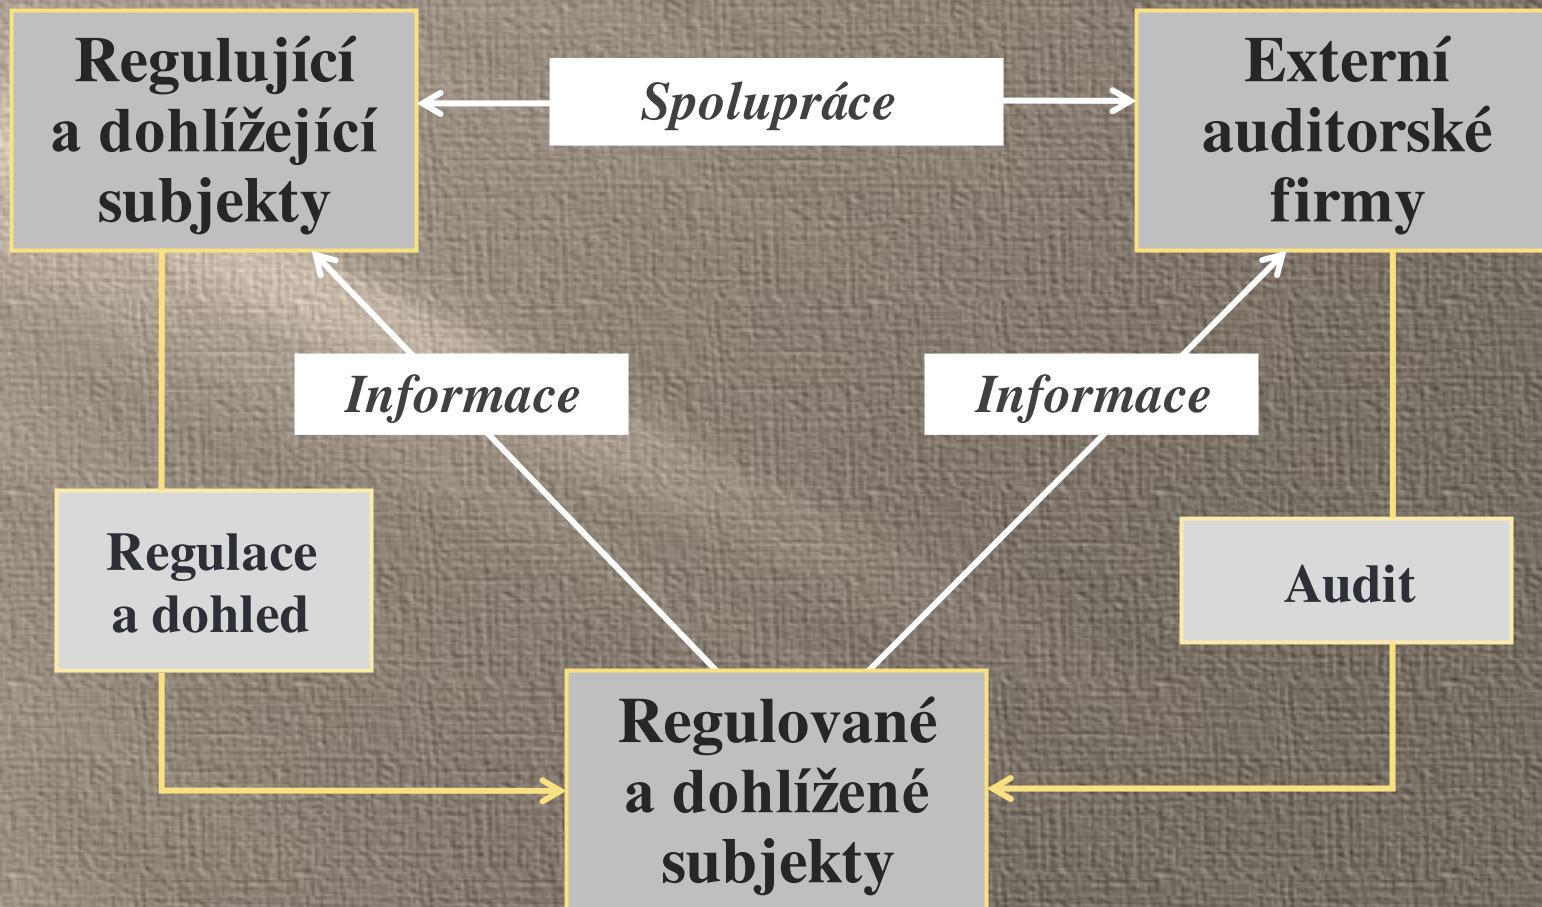 Regulující
a dohlížející
subjekty
Spolupráce
Externí
auditorské
firmy
Informace
Informace
Regulace
a dohled
Audit
Regulované
a dohlížené
subjekty